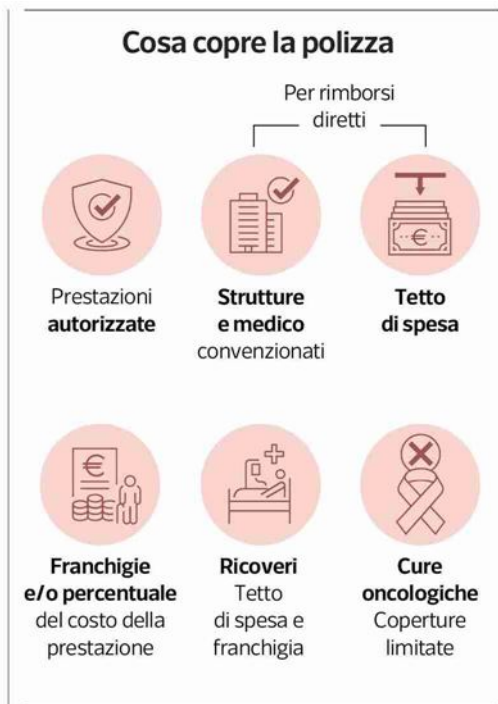 Cosa copre la polizza
Per rimborsi
diretti
Prestazioni
autorizzate
Strutture
e medico
convenzionati
Tetto
di spesa
Franchigie
e/o percentuale
del costo della
prestazione
Ricoveri
Tetto
di spesa e
franchigia
Cure
oncologiche
Coperture
limitate